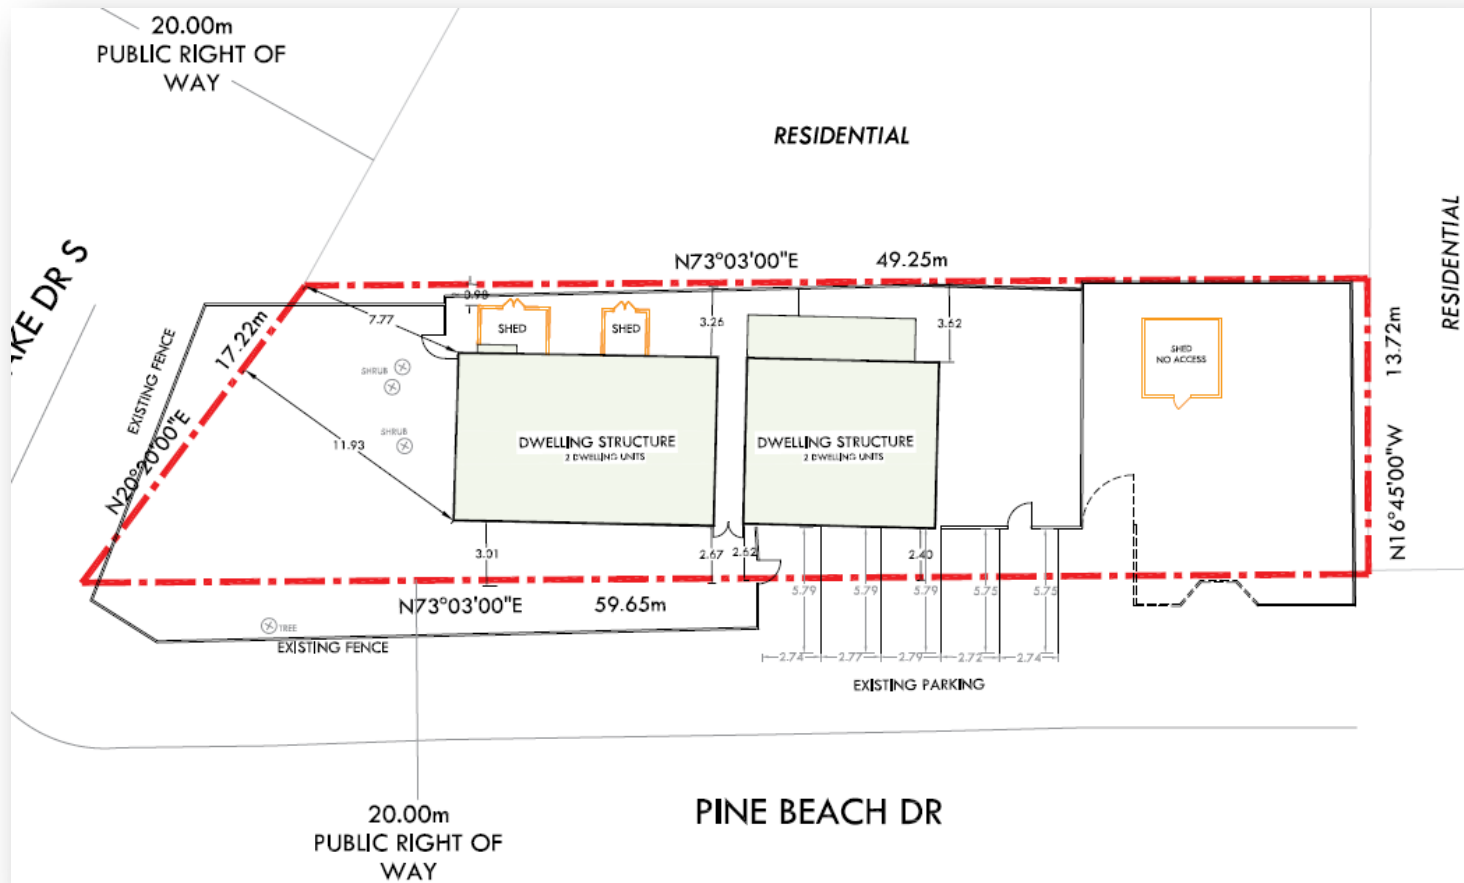 20.00m
PUBLIC RIGHT OF
WAY
RESIDENTIAL
RESIDENTIAL
AKE DR S
N73°03'00"E
49.25m
17.22m
EXISTING FENCE
N20°20'00"E
7.77
3.26
3.62
SHED
SHED
SHED
NO ACCESS
13.72m
N16°45'00"W
SHRUB
SHRUB
11.93
DWELLING STRUCTURE
2 DWELLING UNITS
DWELLING STRUCTURE
2 DWELLING UNITS
3.01
2.67
2.62
2.40
5.79
5.79
5.79
5.75
5.75
N73°03'00"E
59.65m
TREE
EXISTING FENCE
2.74
2.77
2.79
2.72
2.74
EXISTING PARKING
20.00m
PUBLIC RIGHT OF
WAY
PINE BEACH DR